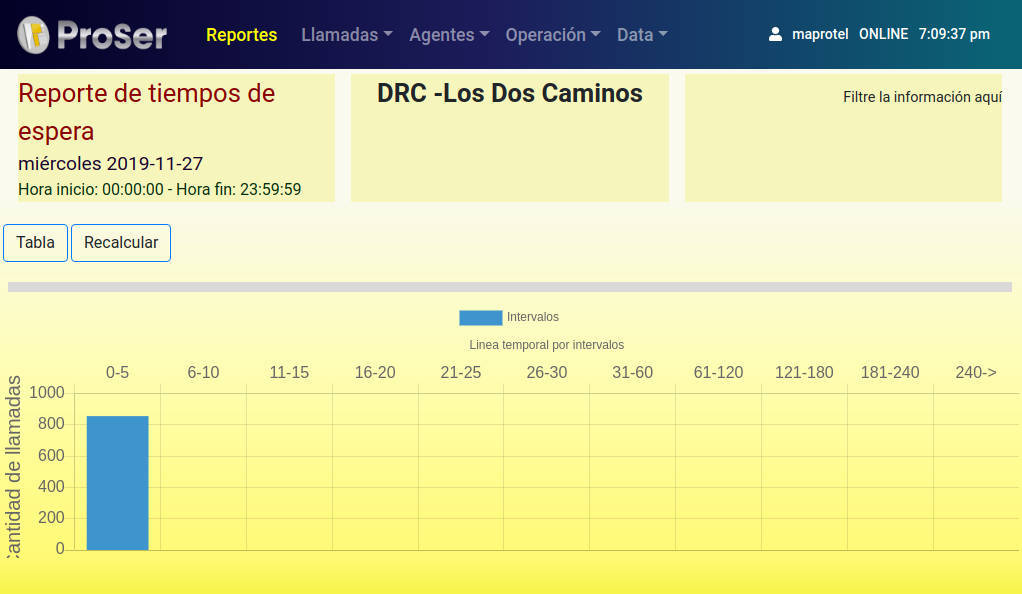 ProSer Reportes Llamadas Agentes Operación Data maprotel ONLINE 7:09:37 pm
Reporte de tiempos de
espera
miércoles 2019-11-27
Hora inicio: 00:00:00 - Hora fin: 23:59:59
DRC -Los Dos Caminos
Filtre la información aquí
Tabla Recalcular
Intervalos
Linea temporal por intervalos
0-5 6-10 11-15 16-20 21-25 26-30 31-60 61-120 121-180 181-240 240->
Cantidad de llamadas
1000
800
600
400
200
0